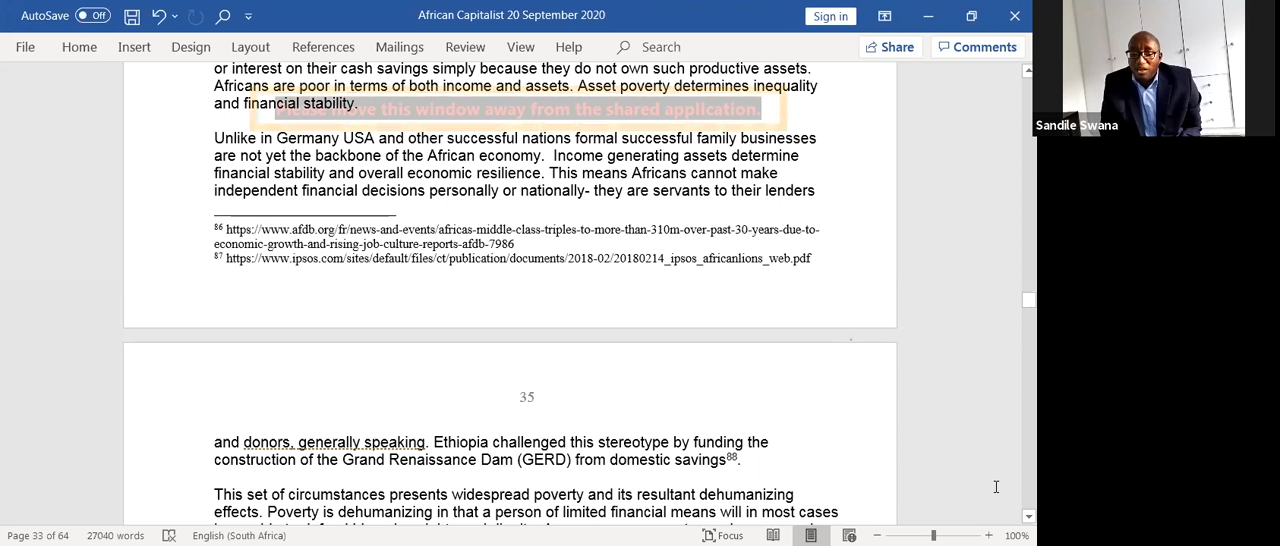 AutoSave Off
African Capitalist 20 September 2020
Sign in
File Home Insert Design Layout References Mailings Review View Help Search Share Comments
or interest on their cash savings simply because they do not own such productive assets.
Africans are poor in terms of both income and assets. Asset poverty determines inequality
and financial stability.
Please move this window away from the shared application.
Unlike in Germany USA and other successful nations formal successful family businesses
are not yet the backbone of the African economy. Income generating assets determine
financial stability and overall economic resilience. This means Africans cannot make
independent financial decisions personally or nationally- they are servants to their lenders
86 https://www.afdb.org/fr/news-and-events/africas-middle-class-triples-to-more-than-310m-over-past-30-years-due-to-
economic-growth-and-rising-job-culture-reports-afdb-7986
87 https://www.ipsos.com/sites/default/files/ct/publication/documents/2018-02/20180214_ipsos_africanlions_web.pdf
35
and donors, generally speaking. Ethiopia challenged this stereotype by funding the
construction of the Grand Renaissance Dam (GERD) from domestic savings88.
This set of circumstances presents widespread poverty and its resultant dehumanizing
effects. Poverty is dehumanizing in that a person of limited financial means will in most cases
Page 33 of 64 27040 words English (South Africa) Focus 100%
Sandile Swana